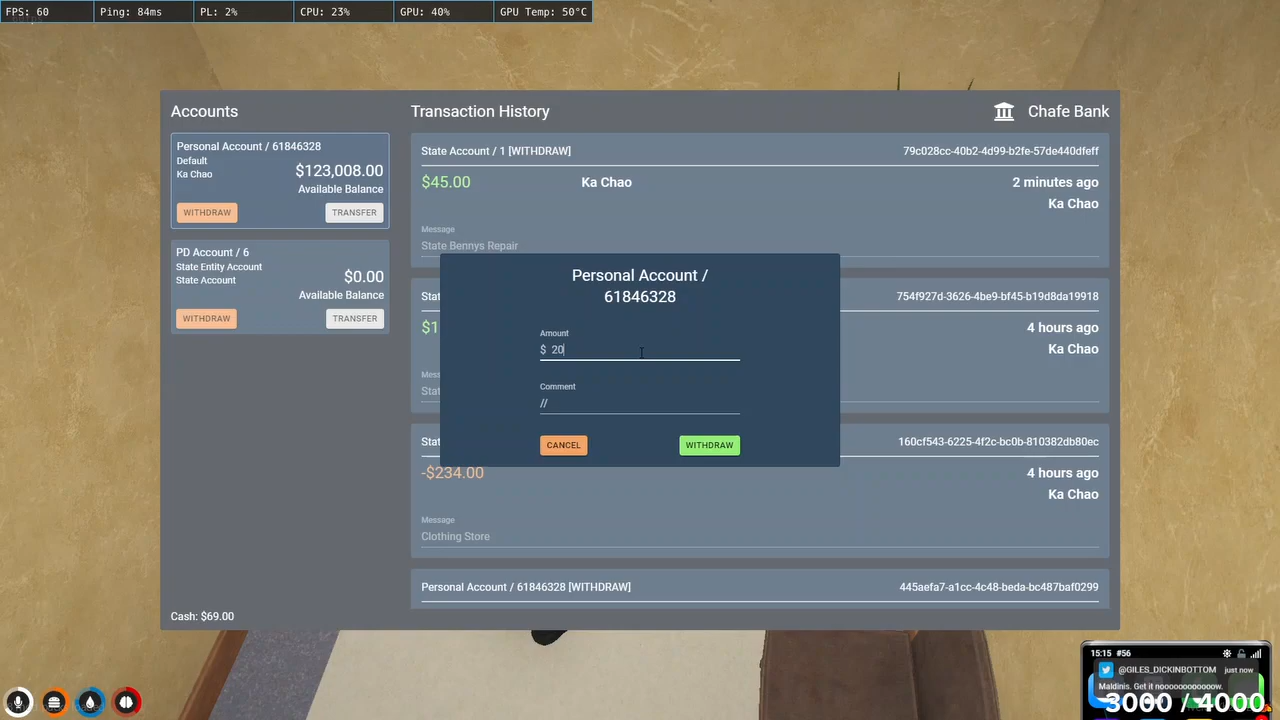 FPS: 60
Ping: 84ms
PL: 2%
CPU: 23%
GPU: 40%
GPU Temp: 50°C
Accounts
Transaction History
Chafe Bank
Personal Account / 61846328
Default
Ka Chao
$123,008.00
Available Balance
WITHDRAW
TRANSFER
PD Account / 6
State Entity Account
State Account
$0.00
Available Balance
WITHDRAW
TRANSFER
Cash: $69.00
State Account / 1 [WITHDRAW]
79c028cc-40b2-4d99-b2fe-57de440dfeff
$45.00
Ka Chao
2 minutes ago
Ka Chao
Message
State Bennys Repair
754f927d-3626-4be9-bf45-b19d8da19918
4 hours ago
Ka Chao
160cf543-6225-4f2c-bc0b-810382db80ec
-$234.00
4 hours ago
Ka Chao
Message
Clothing Store
Personal Account / 61846328 [WITHDRAW]
445aefa7-a1cc-4c48-beda-bc487baf0299
Personal Account /
61846328
Amount
$ 20
Comment
//
CANCEL
WITHDRAW
15:15 #56
@GILES_DICKINBOTTOM
just now
3000 / 4000